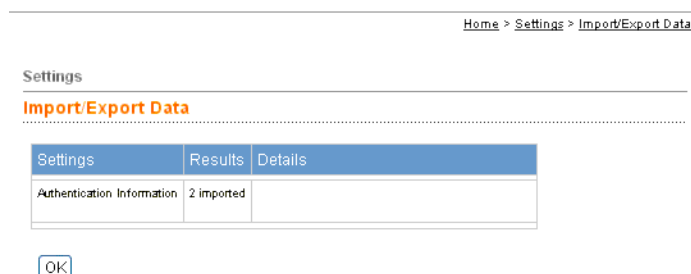 Home > Settings > Import/Export Data
Settings
Import/Export Data
Settings Results Details
Authentication Information 2 imported
OK